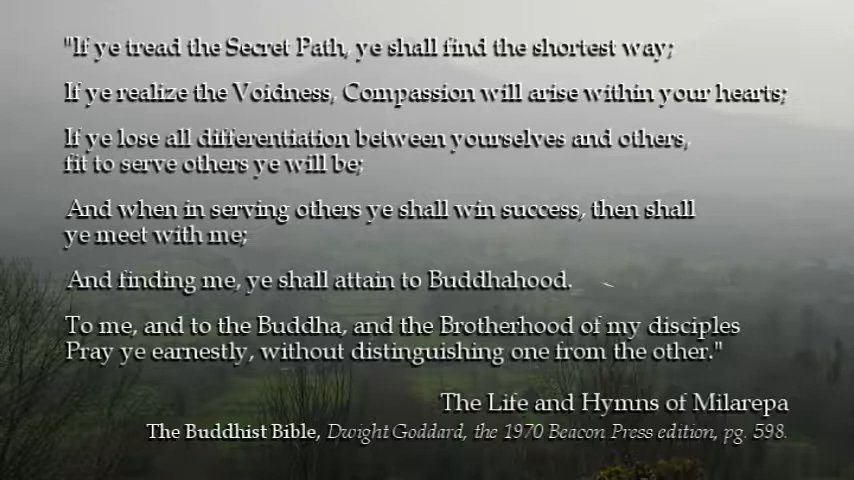 "If ye tread the Secret Path, ye shall find the shortest way;
If ye realize the Voidness, Compassion will arise within your hearts;
If ye lose all differentiation between yourselves and others,
fit to serve others ye will be;
And when in serving others ye shall win success, then shall
ye meet with me;
And finding me, ye shall attain to Buddhahood.
To me, and to the Buddha, and the Brotherhood of my disciples
Pray ye earnestly, without distinguishing one from the other."
The Life and Hymns of Milarepa
The Buddhist Bible, Dwight Goddard, the 1970 Beacon Press edition, pg. 598.